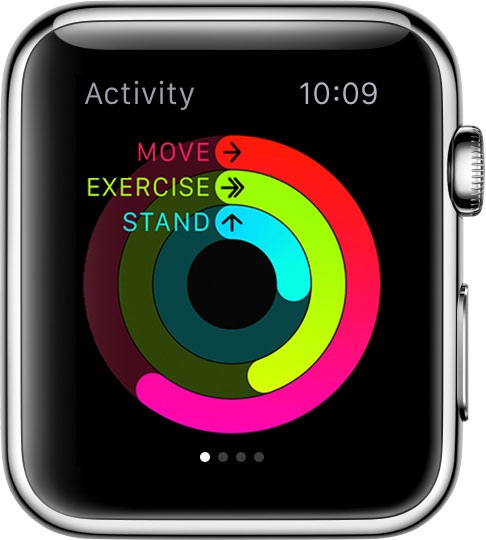 Activity 10:09
MOVE
EXERCISE
STAND